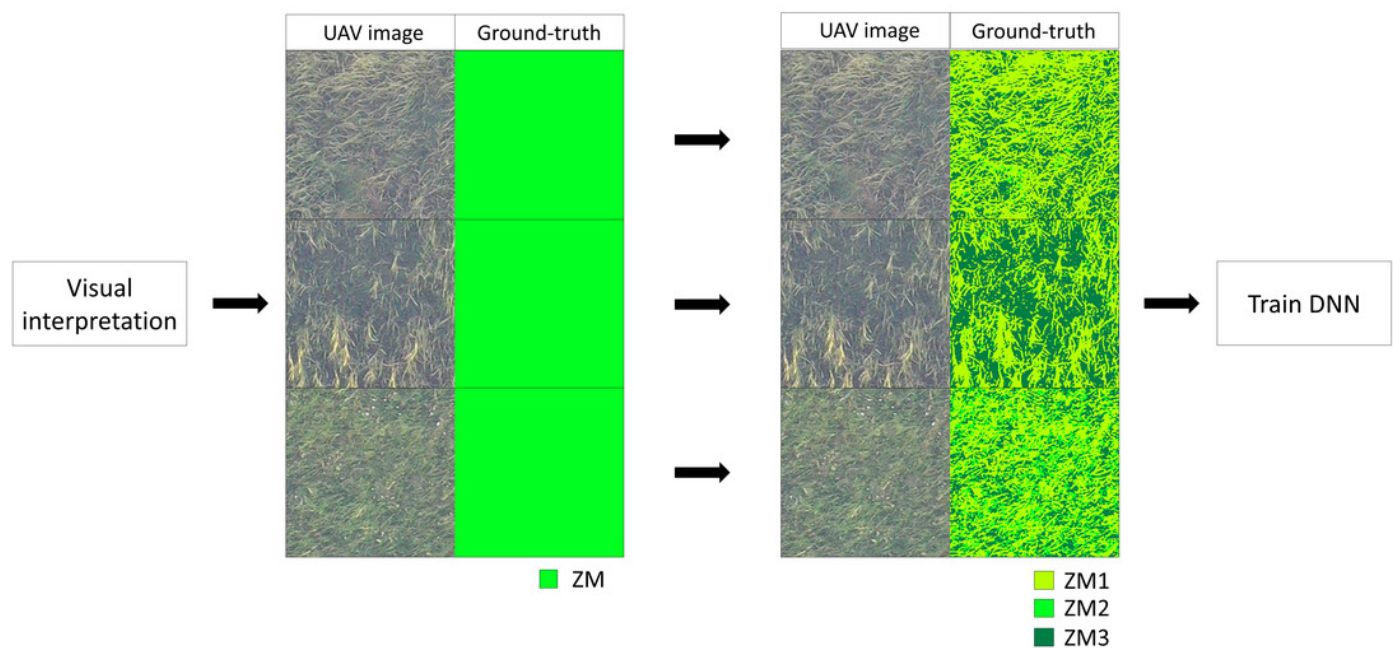 UAV image
Ground-truth
UAV image
Ground-truth
Visual
interpretation
Train DNN
ZM
ZM1
ZM2
ZM3